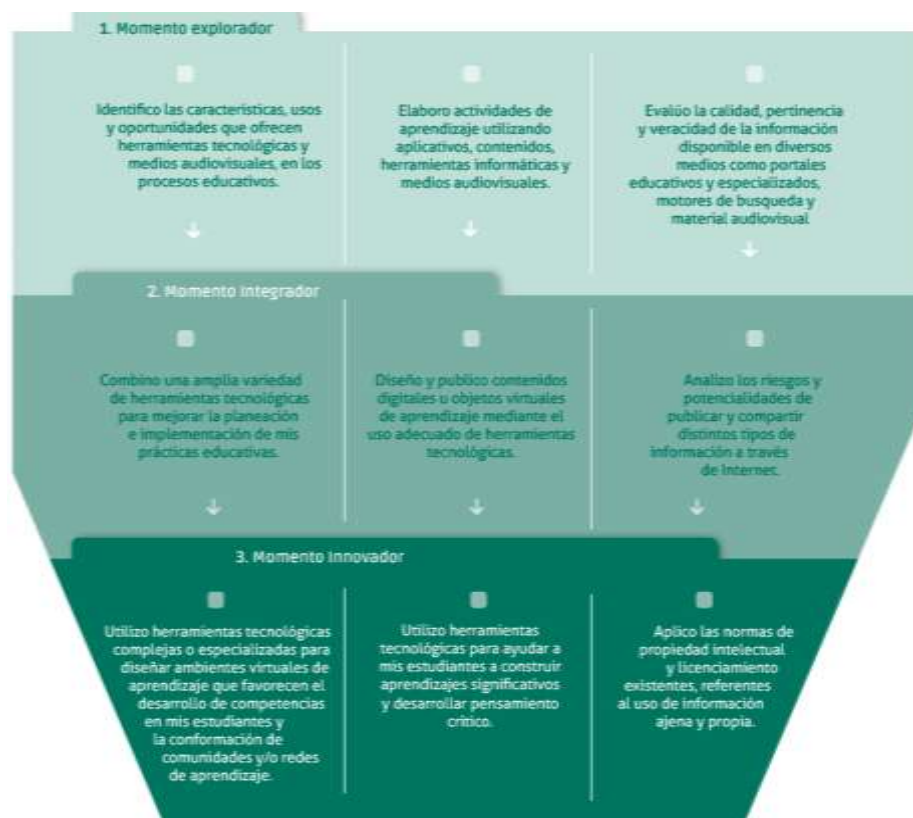 1. Momento explorador
Identifico las características, usos
y oportunidades que ofrecen
herramientas tecnológicas y
medios audiovisuales, en los
procesos educativos.
Elaboro actividades de
aprendizaje utilizando
aplicativos, contenidos,
herramientas informáticas y
medios audiovisuales.
Evalúo la calidad, pertinencia
y veracidad de la información
disponible en diversos
medios como portales
educativos y especializados,
motores de busqueda y
material audiovisual
2. Momento Integrador
Combino una amplia variedad
de herramientas tecnológicas
para mejorar la planeación
e implementación de mis
prácticas educativas.
Diseño y publico contenidos
digitales u objetos virtuales
de aprendizaje mediante el
uso adecuado de herramientas
tecnológicas.
Analizo los riesgos y
potencialidades de
publicar y compartir
distintos tipos de
información a través
de Internet.
3. Momento Innovador
Utilizo herramientas tecnológicas
complejas o especializadas para
diseñar ambientes virtuales de
aprendizaje que favorecen el
desarrollo de competencias
en mis estudiantes y
la conformación de
comunidades y/o redes
de aprendizaje.
Utilizo herramientas
tecnológicas para ayudar a
mis estudiantes a construir
aprendizajes significativos
y desarrollar pensamiento
crítico.
Aplico las normas de
propiedad intelectual
y licenciamiento
existentes, referentes
al uso de información
ajena y propia.